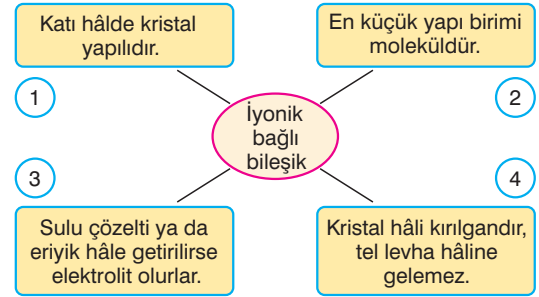 Katı hâlde kristal
yapılıdır.
En küçük yapı birimi
moleküldür.
1
2
İyonik
bağlı
bileşik
3
4
Sulu çözelti ya da
eriyik hâle getirilirse
elektrolit olurlar.
Kristal hâli kırılgandır,
tel levha hâline
gelemez.